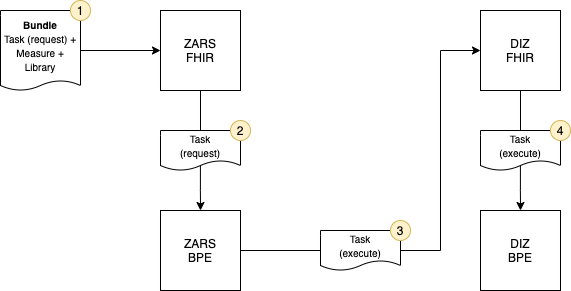 1
Bundle
Task (request) +
Measure +
Library
ZARS
FHIR
DIZ
FHIR
2
Task
(request)
4
Task
(execute)
ZARS
BPE
3
Task
(execute)
DIZ
BPE